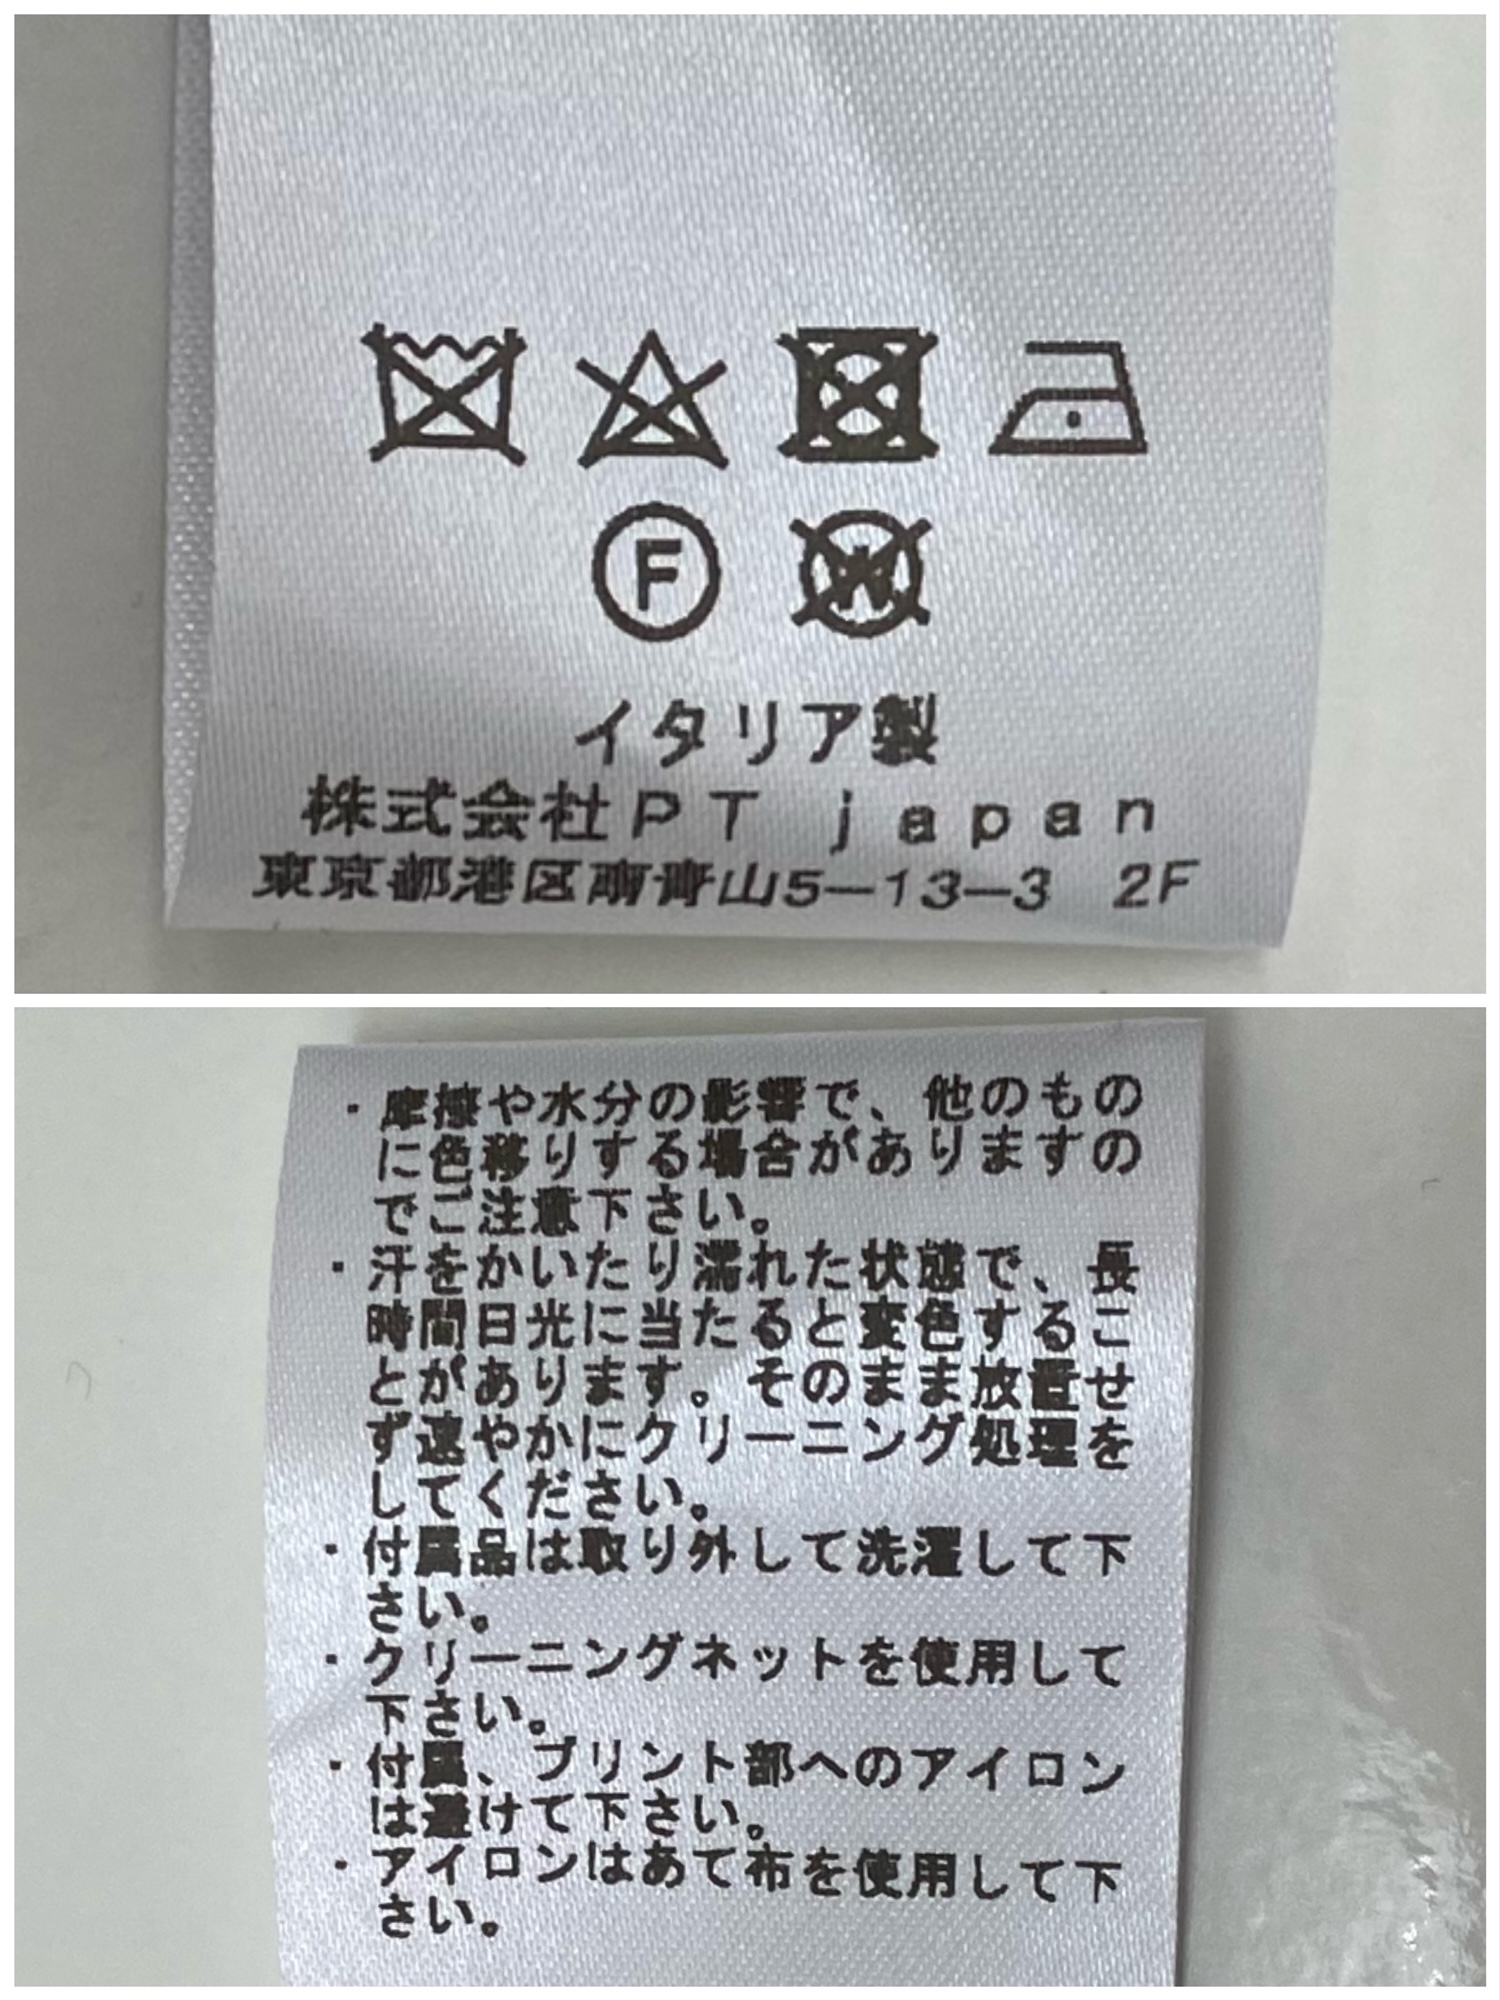 F
W
イタリア製
株式会社PT japan
東京都港区南青山5-13-3 2F
・摩擦や水分の影響で、他のもの
に色移りする場合がありますの
でご注意下さい。
・汗をかいたり濡れた状態で、長
時間日光に当たると変色するこ
とがあります。そのまま放置せ
ず速やかにクリーニング処理を
してください。
・付属品は取り外して洗濯して下
さい。
・クリーニングネットを使用して
下さい。
・付属、プリント部へのアイロン
は避けて下さい。
・アイロンはあて布を使用して下
さい。